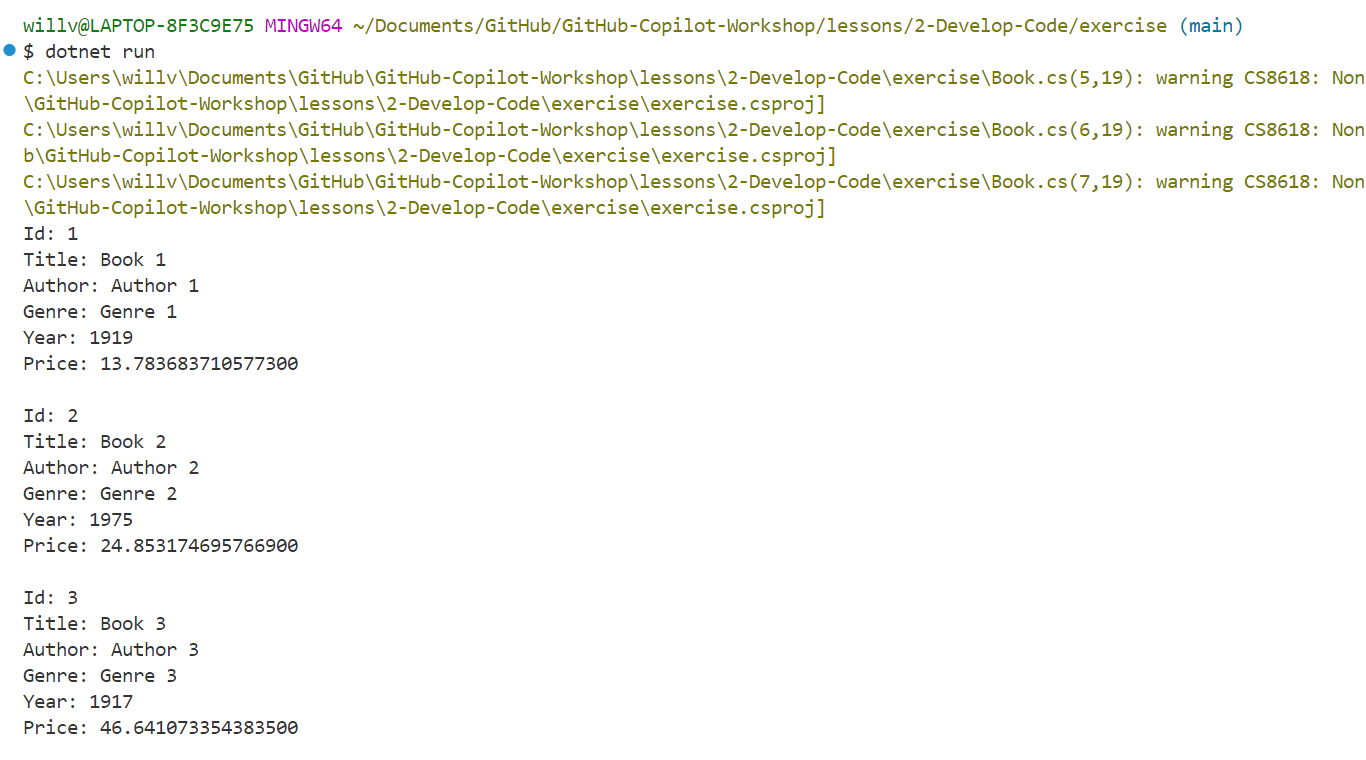 willv@LAPTOP-8F3C9E75 MINGW64 ~/Documents/GitHub/GitHub-Copilot-Workshop/lessons/2-Develop-Code/exercise (main)
$ dotnet run
C:\Users\willv\Documents\GitHub\GitHub-Copilot-Workshop\lessons\2-Develop-Code\exercise\Book.cs(5,19): warning CS8618: Non
\GitHub-Copilot-Workshop\lessons\2-Develop-Code\exercise\exercise.csproj]
C:\Users\willv\Documents\GitHub\GitHub-Copilot-Workshop\lessons\2-Develop-Code\exercise\Book.cs(6,19): warning CS8618: Non
b\GitHub-Copilot-Workshop\lessons\2-Develop-Code\exercise\exercise.csproj]
C:\Users\willv\Documents\GitHub\GitHub-Copilot-Workshop\lessons\2-Develop-Code\exercise\Book.cs(7,19): warning CS8618: Non
\GitHub-Copilot-Workshop\lessons\2-Develop-Code\exercise\exercise.csproj]
Id: 1
Title: Book 1
Author: Author 1
Genre: Genre 1
Year: 1919
Price: 13.783683710577300

Id: 2
Title: Book 2
Author: Author 2
Genre: Genre 2
Year: 1975
Price: 24.853174695766900

Id: 3
Title: Book 3
Author: Author 3
Genre: Genre 3
Year: 1917
Price: 46.641073354383500